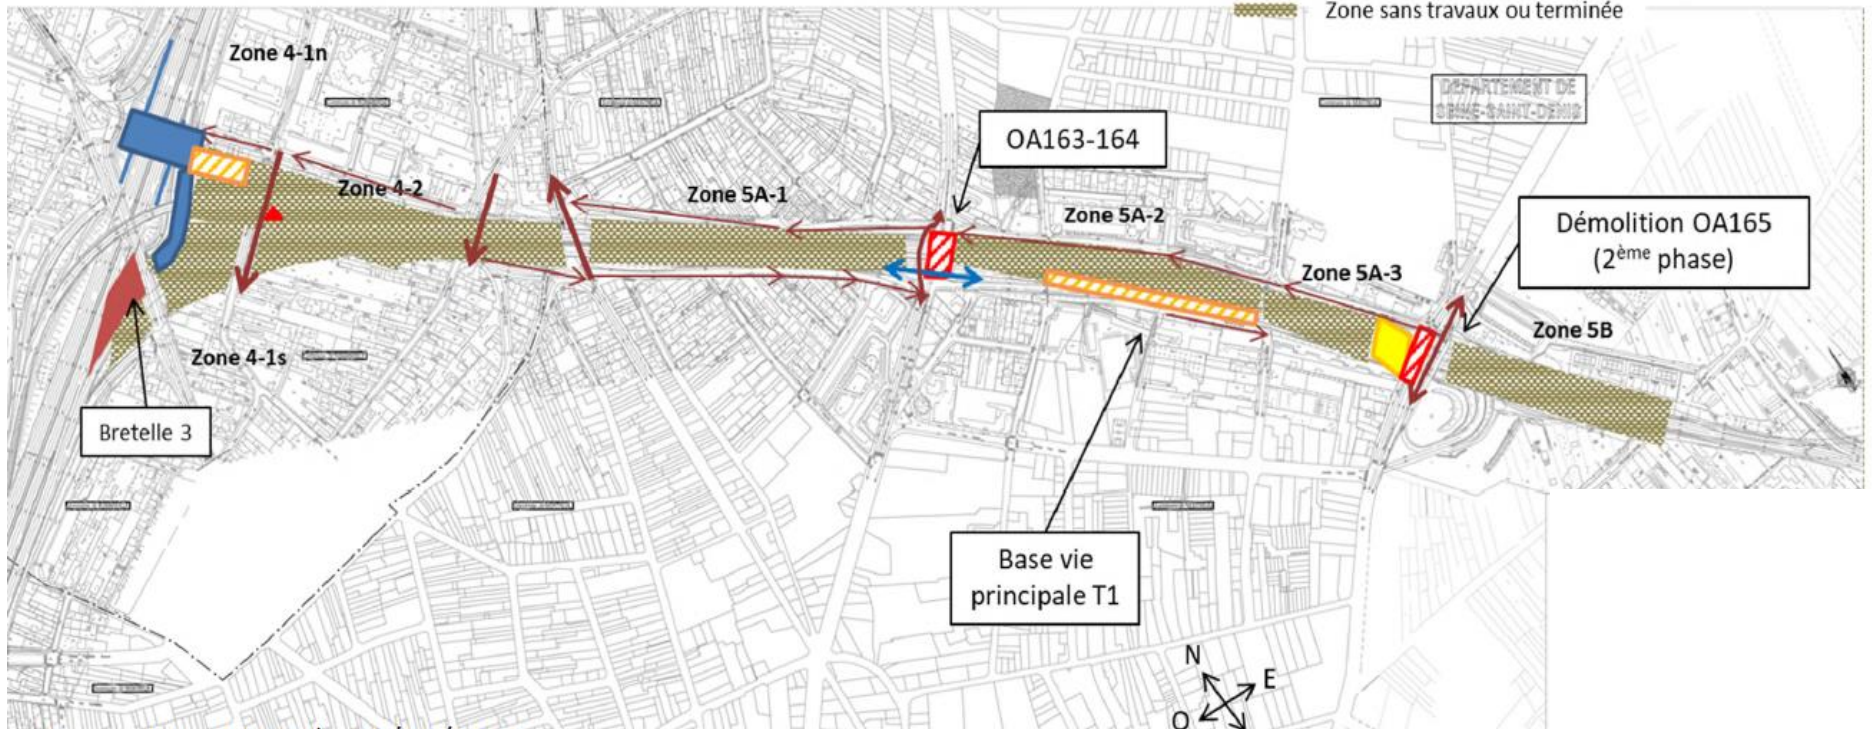 Zone sans travaux ou terminée
Zone 4-1n
DEPARTEMENT DE
SEINE-SAINT-DENIS
OA163-164
Zone 4-2
Zone 5A-1
Zone 5A-2
Démolition OA165
(2ème phase)
Zone 5A-3
Zone 5B
Zone 4-1s
Bretelle 3
Base vie
principale T1
N
E
O